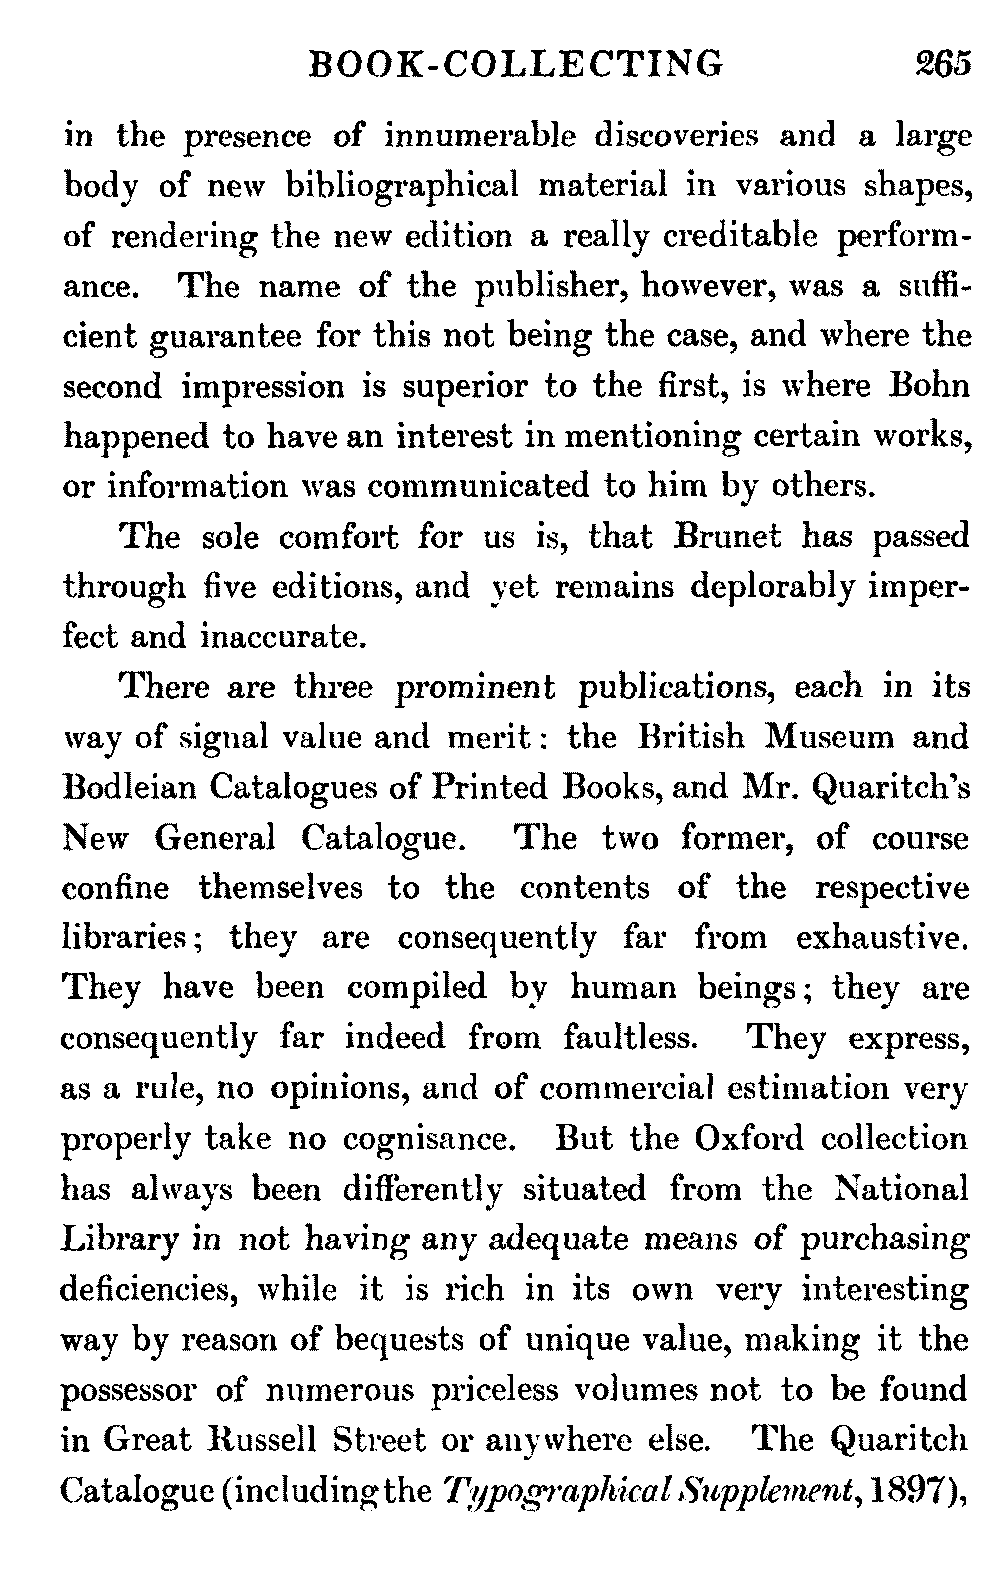 BOOK-COLLECTING 265
in the presence of innumerable discoveries and a large
body of new bibliographical material in various shapes,
of rendering the new edition a really creditable perform-
ance. The name of the publisher, however, was a suffi-
cient guarantee for this not being the case, and where the
second impression is superior to the first, is where Bohn
happened to have an interest in mentioning certain works,
or information was communicated to him by others.
The sole comfort for us is, that Brunet has passed
through five editions, and yet remains deplorably imper-
fect and inaccurate.
There are three prominent publications, each in its
way of signal value and merit: the British Museum and
Bodleian Catalogues of Printed Books, and Mr. Quaritch's
New General Catalogue. The two former, of course
confine themselves to the contents of the respective
libraries; they are consequently far from exhaustive.
They have been compiled by human beings; they are
consequently far indeed from faultless. They express,
as a rule, no opinions, and of commercial estimation very
properly take no cognisance. But the Oxford collection
has always been differently situated from the National
Library in not having any adequate means of purchasing
deficiencies, while it is rich in its own very interesting
way by reason of bequests of unique value, making it the
possessor of numerous priceless volumes not to be found
in Great Russell Street or anywhere else. The Quaritch
Catalogue (including the Typographical Supplement, 1897),